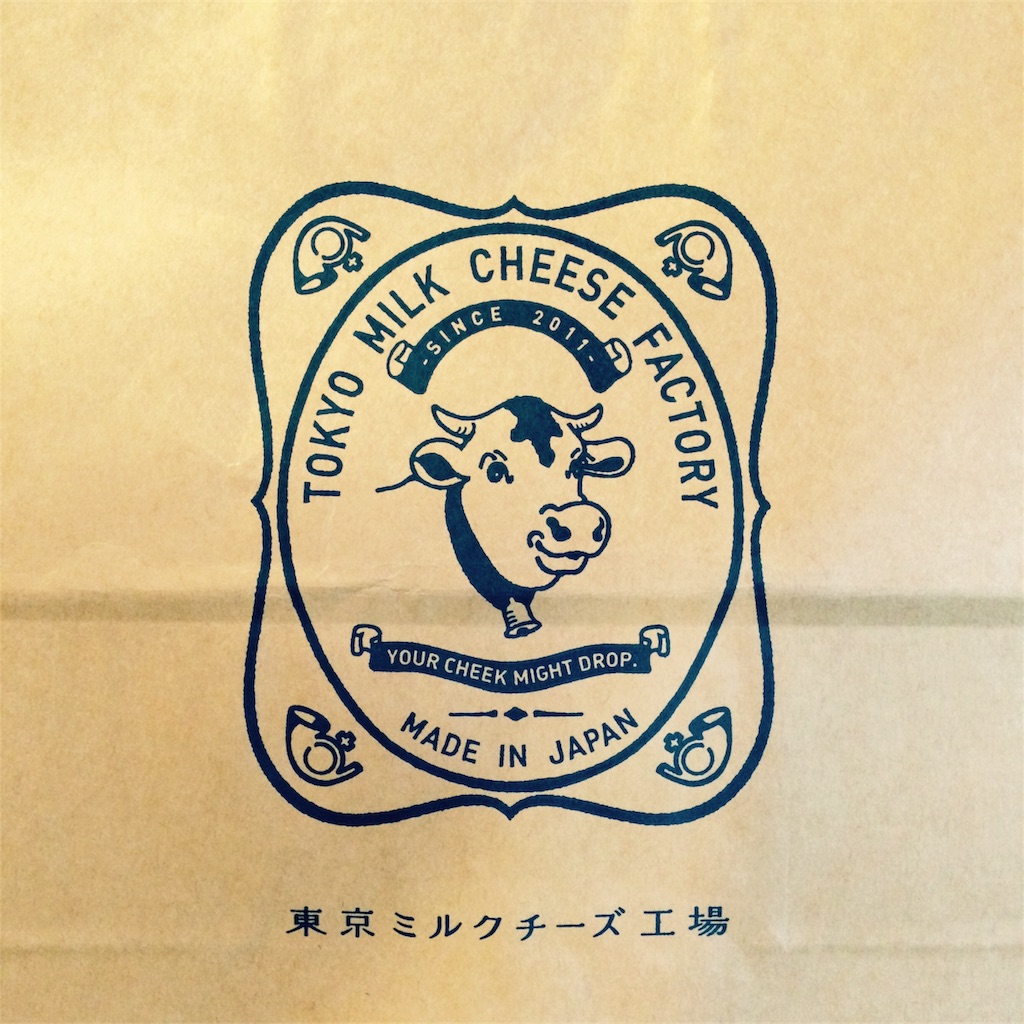 TOKYO MILK CHEESE FACTORY
-SINCE 2011-
YOUR CHEEK MIGHT DROP.
MADE IN JAPAN
東京ミルクチーズ工場